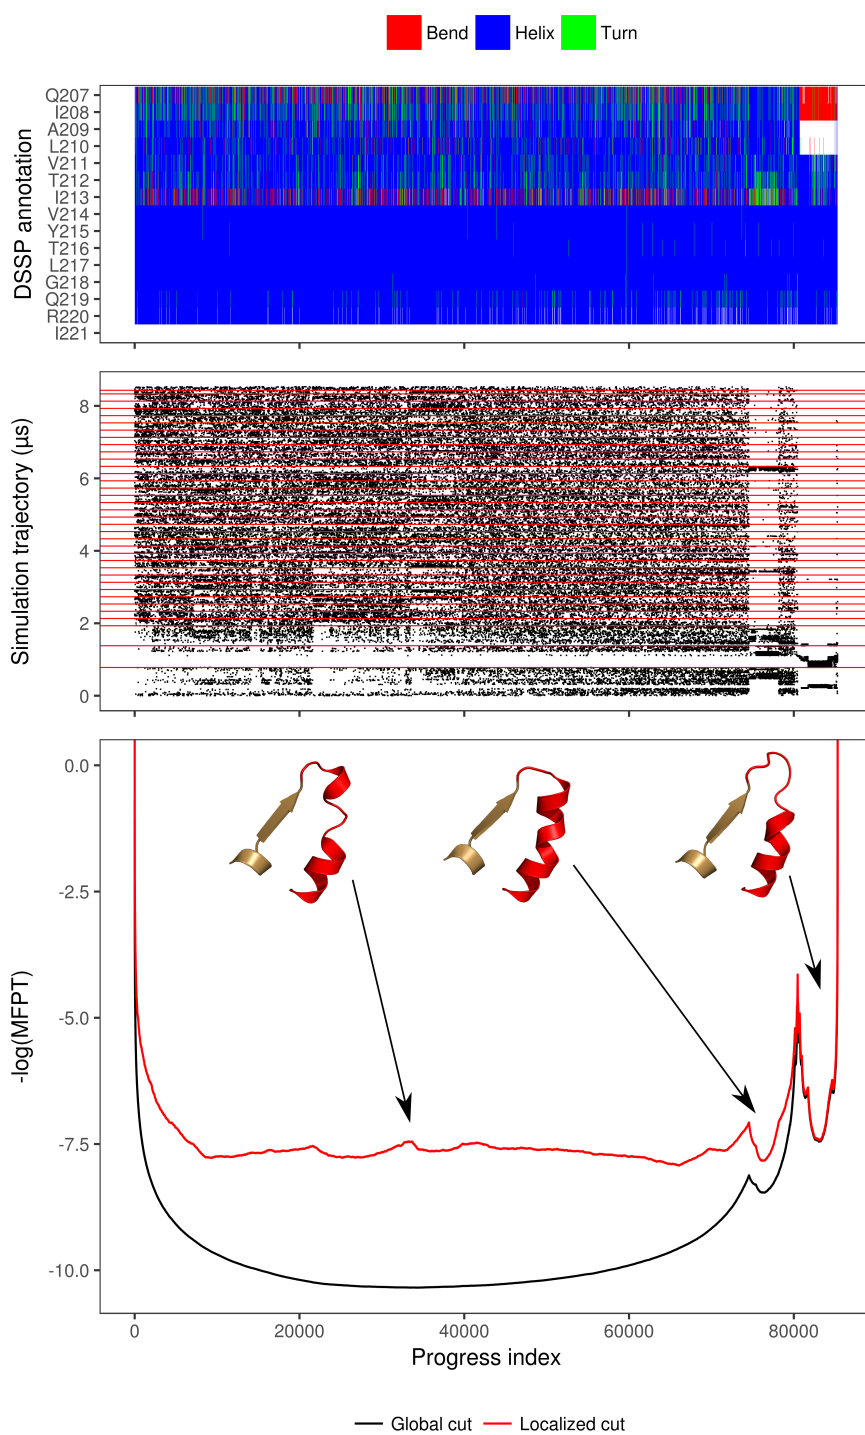 Bend Helix Turn
DSSP annotation
Q207
I208
A209
L210
V211
T212
I213
V214
Y215
T216
L217
G218
Q219
R220
I221
Simulation trajectory (µs)
8
6
4
2
0
-log(MFPT)
0.0
-2.5
-5.0
-7.5
-10.0
0 20000 40000 60000 80000
Progress index
Global cut Localized cut